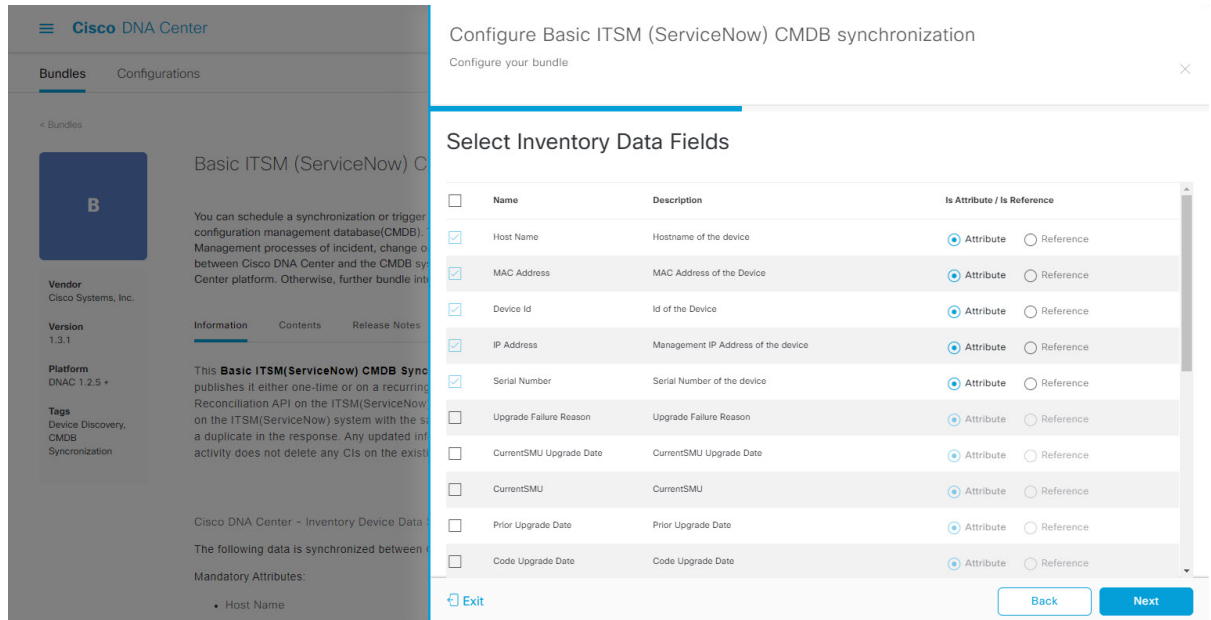 Cisco DNA Center
Bundles Configurations
< Bundles
B
Vendor
Cisco Systems, Inc.
Version
1.3.1
Platform
DNAC 1.2.5 +
Tags
Device Discovery,
CMDB
Syncronization
Basic ITSM (ServiceNow) C
You can schedule a synchronization or trigger
configuration management database(CMDB).
Management processes of incident, change o
between Cisco DNA Center and the CMDB sy
Center platform. Otherwise, further bundle int
Information Contents Release Notes
This Basic ITSM(ServiceNow) CMDB Sync
publishes it either one-time or on a recurring
Reconciliation API on the ITSM(ServiceNow
on the ITSM(ServiceNow) system with the sa
a duplicate in the response. Any updated inf
activity does not delete any CIs on the existi
Cisco DNA Center - Inventory Device Data
The following data is synchronized between
Mandatory Attributes:
• Host Name
Configure Basic ITSM (ServiceNow) CMDB synchronization
Configure your bundle
Select Inventory Data Fields
Name Description Is Attribute / Is Reference
Host Name Hostname of the device Attribute Reference
MAC Address MAC Address of the Device Attribute Reference
Device Id Id of the Device Attribute Reference
IP Address Management IP Address of the device Attribute Reference
Serial Number Serial Number of the device Attribute Reference
Upgrade Failure Reason Upgrade Failure Reason Attribute Reference
CurrentSMU Upgrade Date CurrentSMU Upgrade Date Attribute Reference
CurrentSMU CurrentSMU Attribute Reference
Prior Upgrade Date Prior Upgrade Date Attribute Reference
Code Upgrade Date Code Upgrade Date Attribute Reference
Exit Back Next